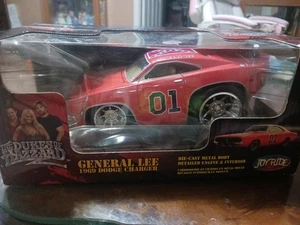 01
THE DUKES OF
HAZZARD
GENERAL LEE
1969 DODGE CHARGER
DIE-CAST METAL BODY
DETAILED ENGINE & INTERIOR
JOYRIDE